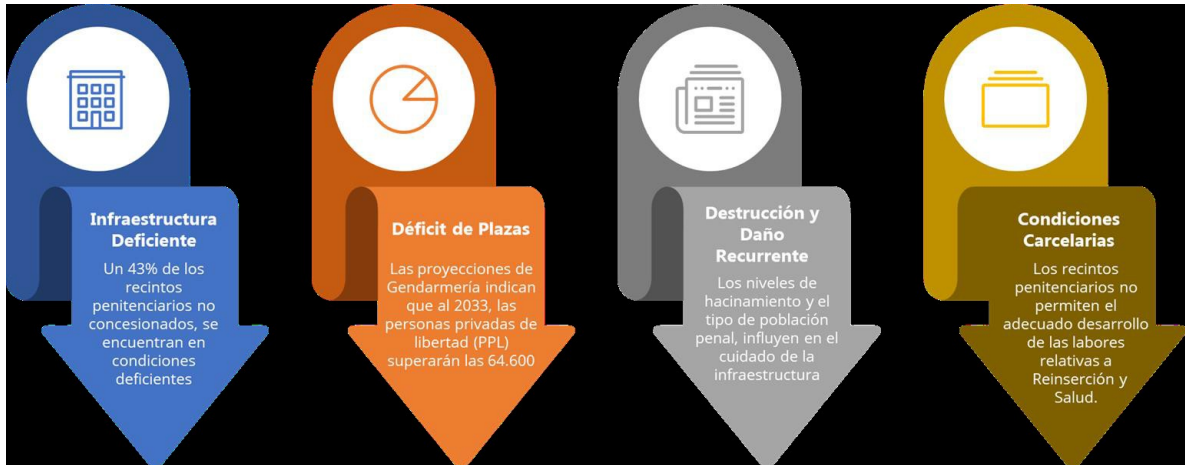 Infraestructura
Deficiente
Un 43% de los
recintos
penitenciarios no
concesionados, se
encuentran en
condiciones
deficientes
Déficit de Plazas
Las proyecciones de
Gendarmería indican
que al 2033, las
personas privadas de
libertad (PPL)
superarán las 64.600
Destrucción y
Daño
Recurrente
Los niveles de
hacinamiento y el
tipo de población
penal, influyen en el
cuidado de la
infraestructura
Condiciones
Carcelarias
Los recintos
penitenciarios no
permiten el
adecuado desarrollo
de las labores
relativas a
Reinserción y
Salud.